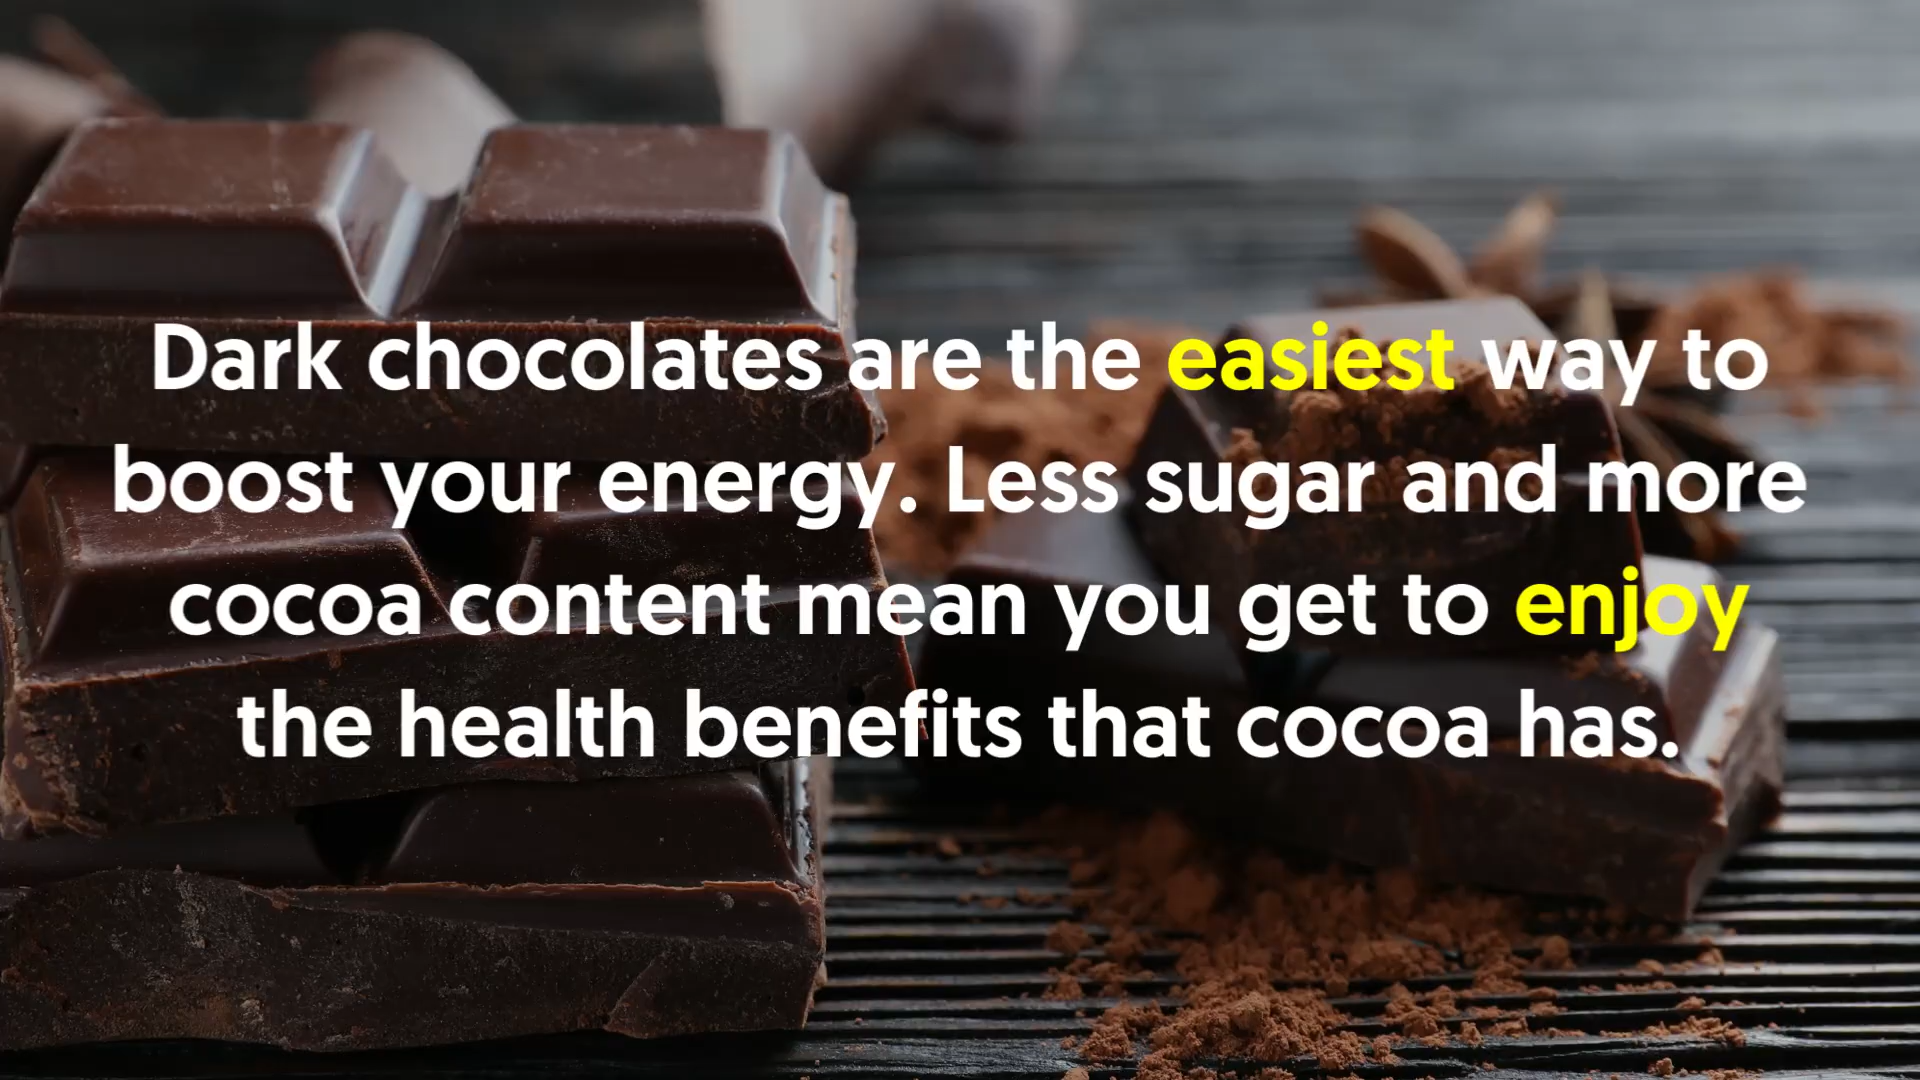 Dark chocolates are the easiest way to
boost your energy. Less sugar and more
cocoa content mean you get to enjoy
the health benefits that cocoa has.